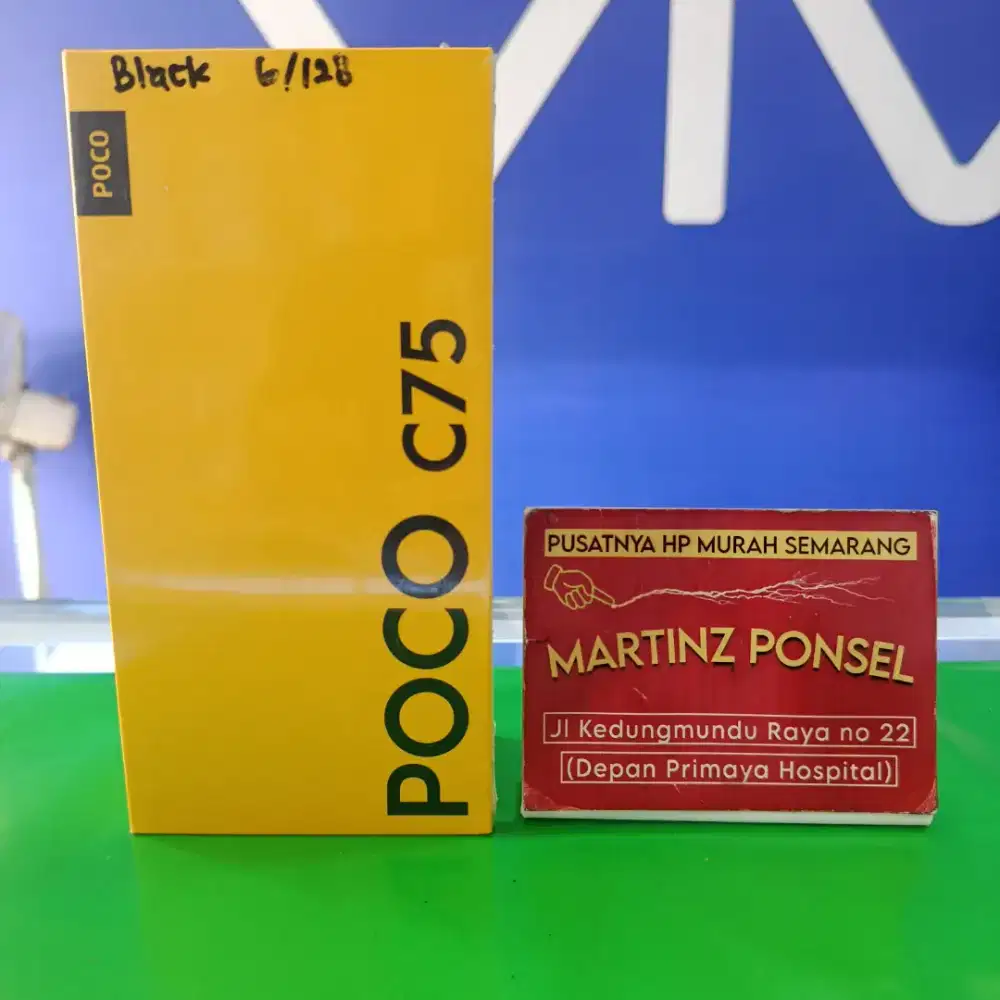 Black 6/128
POCO
POCO C75
PUSATNYA HP MURAH SEMARANG
MARTINZ PONSEL
Jl Kedungmundu Raya no 22
(Depan Primaya Hospital)